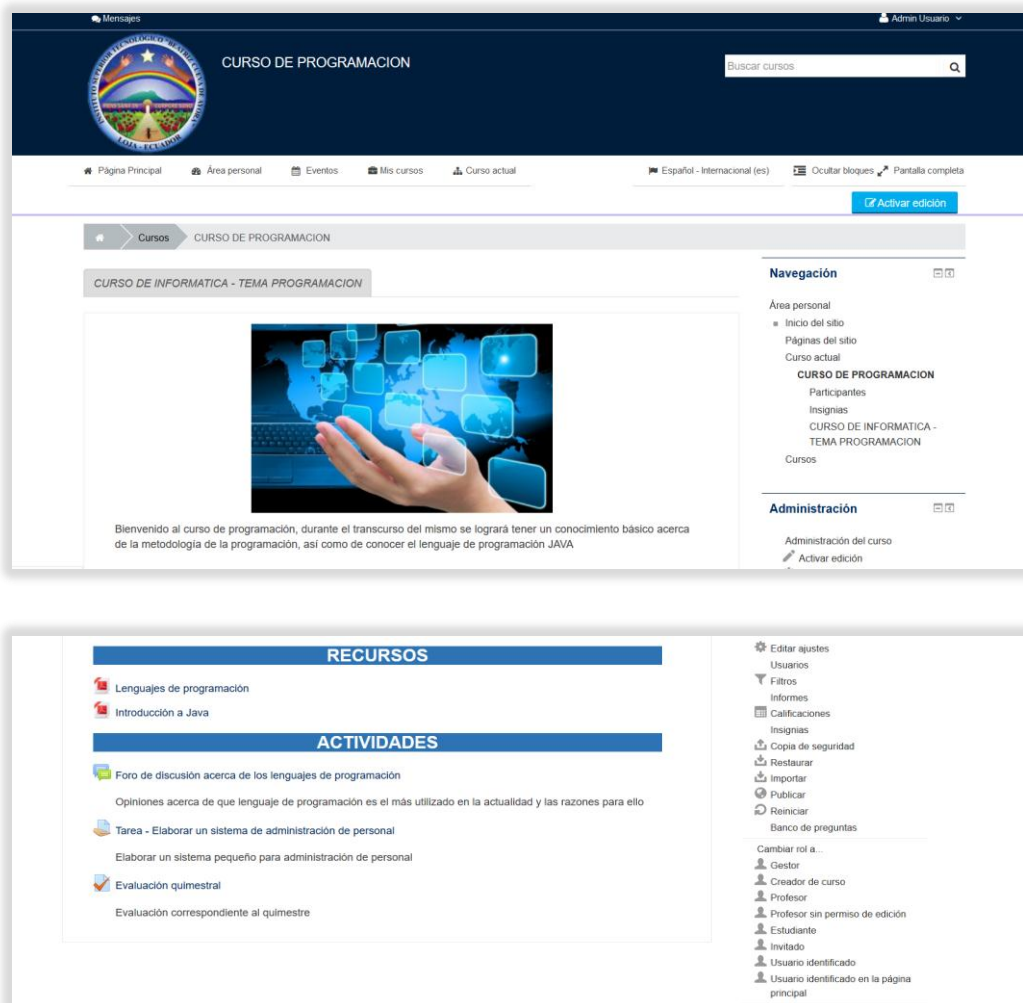 Mensajes
Admin Usuario
INSTITUTO SUPERIOR TECNOLÓGICO
LOJA - ECUADOR
CURSO DE PROGRAMACION
Buscar cursos
Página Principal Área personal Eventos Mis cursos Curso actual Español - Internacional (es) Ocultar bloques Pantalla completa
Activar edición
Cursos CURSO DE PROGRAMACION
CURSO DE INFORMATICA - TEMA PROGRAMACION
Bienvenido al curso de programación, durante el transcurso del mismo se logrará tener un conocimiento básico acerca
de la metodología de la programación, así como de conocer el lenguaje de programación JAVA
Navegación
Área personal
Inicio del sitio
Páginas del sitio
Curso actual
CURSO DE PROGRAMACION
Participantes
Insignias
CURSO DE INFORMATICA -
TEMA PROGRAMACION
Cursos
Administración
Administración del curso
Activar edición
RECURSOS
Lenguajes de programación
Introducción a Java
ACTIVIDADES
Foro de discusión acerca de los lenguajes de programación
Opiniones acerca de que lenguaje de programación es el más utilizado en la actualidad y las razones para ello
Tarea - Elaborar un sistema de administración de personal
Elaborar un sistema pequeño para administración de personal
Evaluación quimestral
Evaluación correspondiente al quimestre
Editar ajustes
Usuarios
Filtros
Informes
Calificaciones
Insignias
Copia de seguridad
Restaurar
Importar
Publicar
Reiniciar
Banco de preguntas
Cambiar rol a...
Gestor
Creador de curso
Profesor
Profesor sin permiso de edición
Estudiante
Invitado
Usuario identificado
Usuario identificado en la página
principal